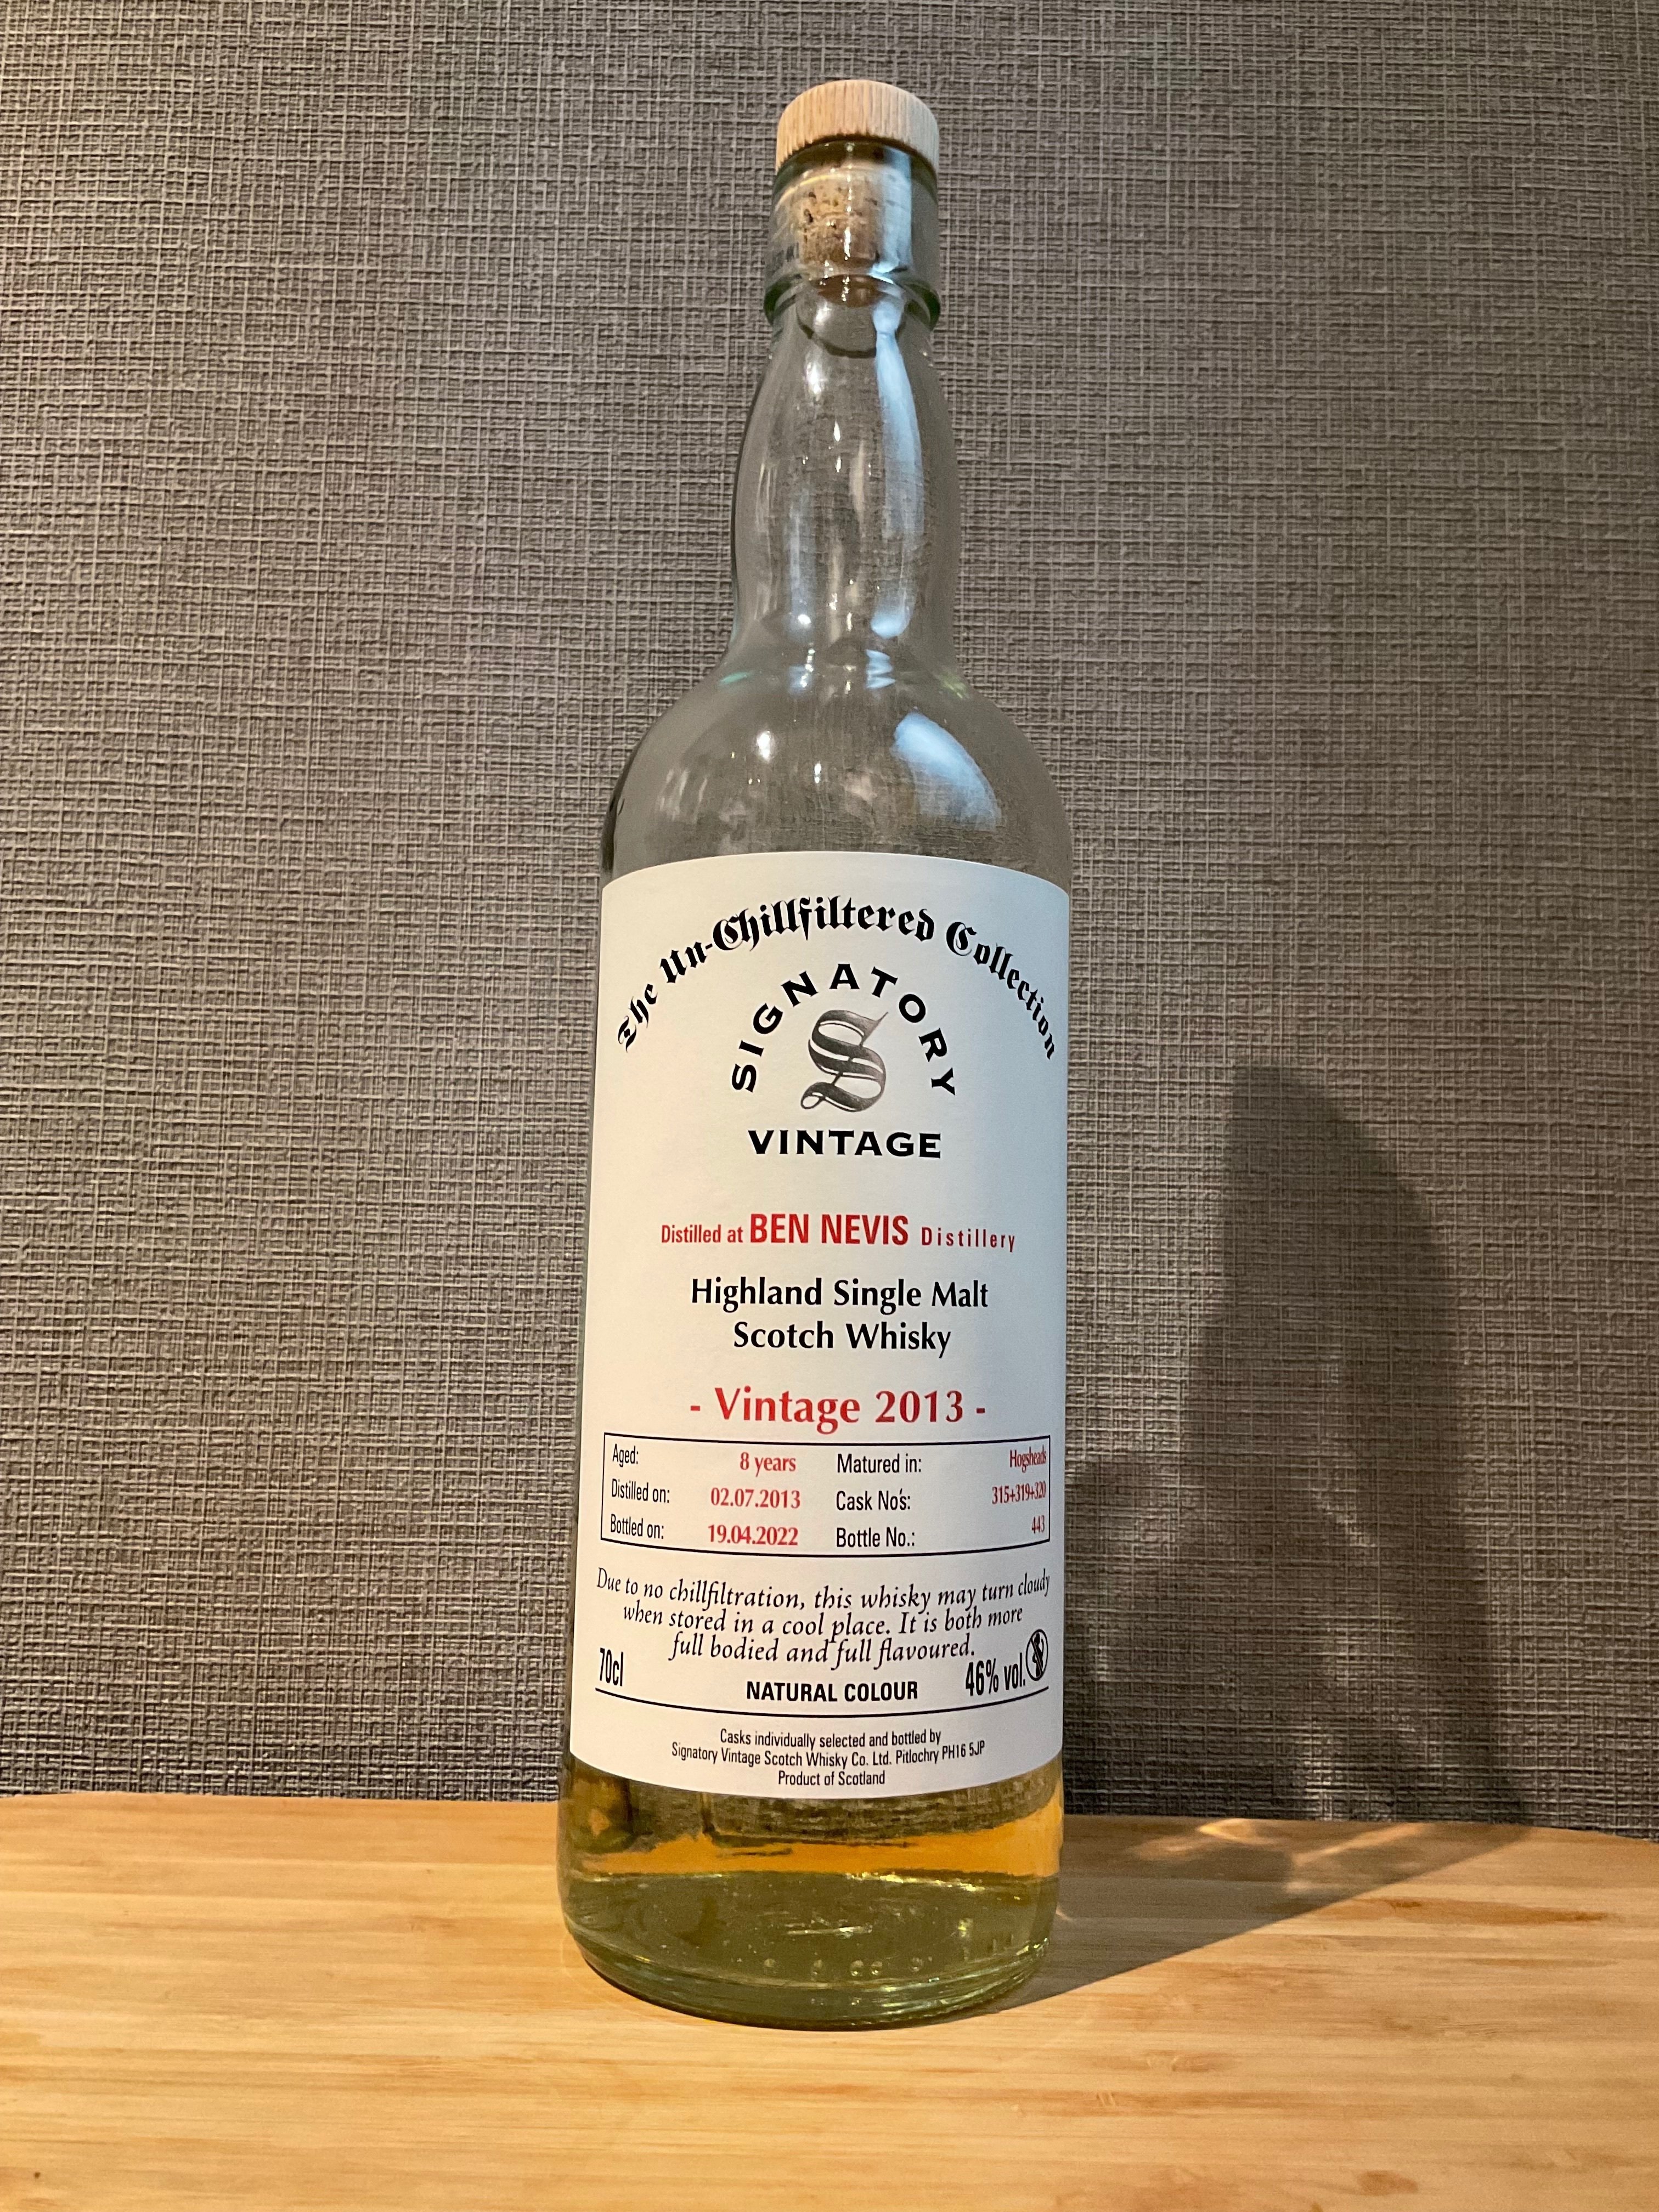 The Un-Chillfiltered Collection
SIGNATORY
S
VINTAGE
Distilled at BEN NEVIS Distillery
Highland Single Malt
Scotch Whisky
- Vintage 2013 -
Aged: 8 years Matured in: Hogsheads
Distilled on: 02.07.2013 Cask No's: 315+319+320
Bottled on: 19.04.2022 Bottle No.: 443
Due to no chillfiltration, this whisky may turn cloudy
when stored in a cool place. It is both more
full bodied and full flavoured.
70cl NATURAL COLOUR 46% vol.
Casks individually selected and bottled by
Signatory Vintage Scotch Whisky Co. Ltd. Pitlochry PH16 5JP
Product of Scotland